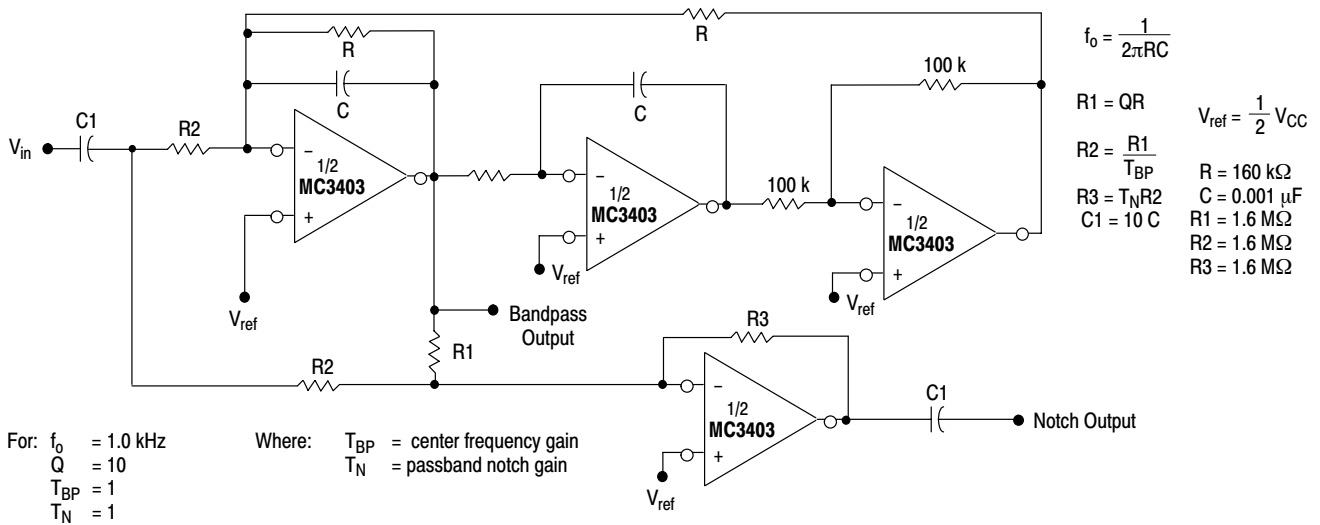 R
R
C
C1
V_in
R2
1/2
MC3403
−
+
V_ref
C
1/2
MC3403
−
+
V_ref
100 k
100 k
1/2
MC3403
−
+
V_ref
Bandpass
Output
R1
R2
R3
1/2
MC3403
−
+
V_ref
C1
Notch Output
f_o = 1/2πRC
R1 = QR
R2 = R1/T_BP
R3 = T_NR2
C1 = 10 C
V_ref = 1/2 V_CC
R = 160 kΩ
C = 0.001 μF
R1 = 1.6 MΩ
R2 = 1.6 MΩ
R3 = 1.6 MΩ
For: f_o = 1.0 kHz
Q = 10
T_BP = 1
T_N = 1
Where: T_BP = center frequency gain
T_N = passband notch gain